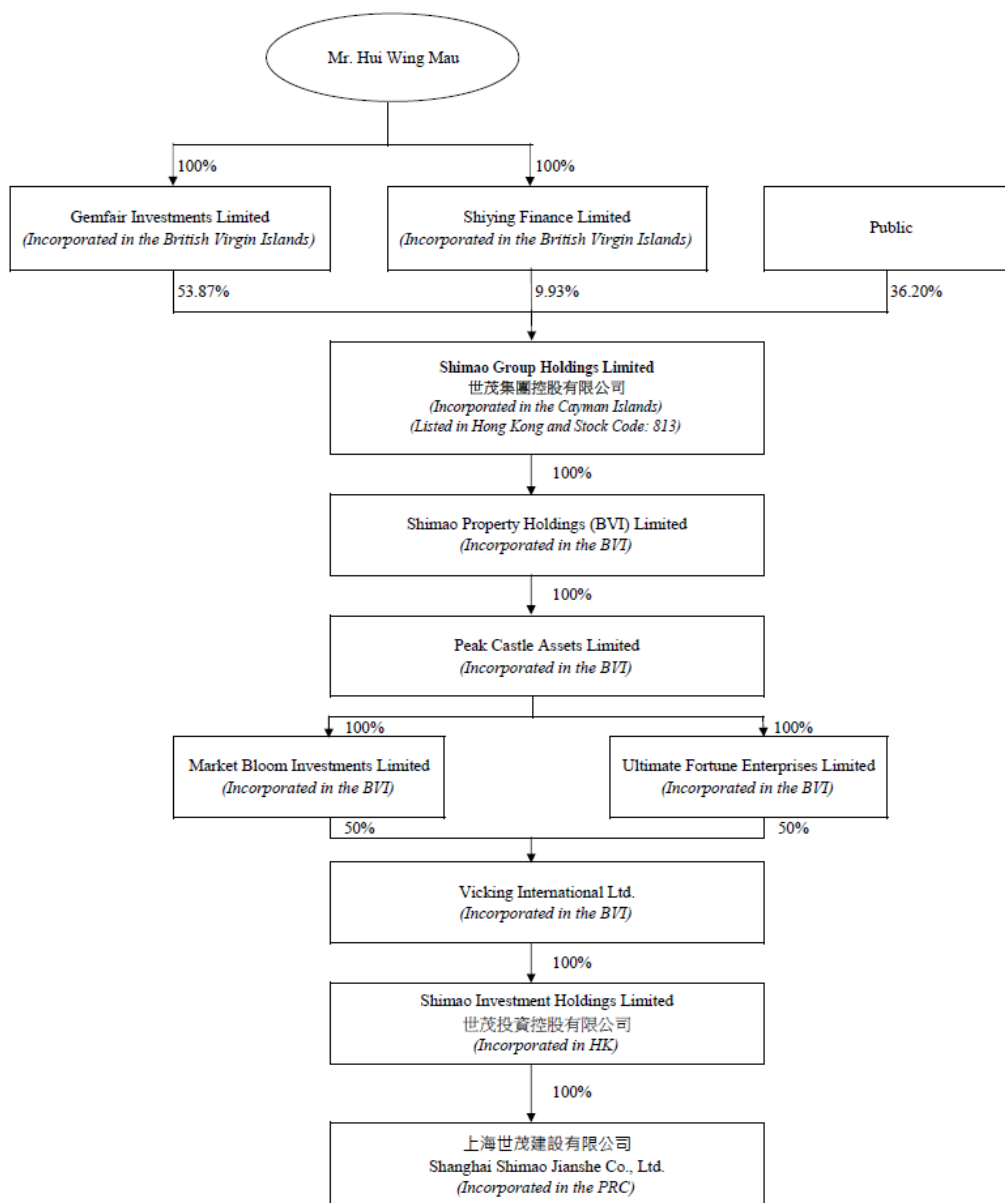 Mr. Hui Wing Mau
100%
100%
Gemfair Investments Limited
(Incorporated in the British Virgin Islands)
Shiying Finance Limited
(Incorporated in the British Virgin Islands)
Public
53.87%
9.93%
36.20%
Shimao Group Holdings Limited
世茂集團控股有限公司
(Incorporated in the Cayman Islands)
(Listed in Hong Kong and Stock Code: 813)
100%
Shimao Property Holdings (BVI) Limited
(Incorporated in the BVI)
100%
Peak Castle Assets Limited
(Incorporated in the BVI)
100%
100%
Market Bloom Investments Limited
(Incorporated in the BVI)
Ultimate Fortune Enterprises Limited
(Incorporated in the BVI)
50%
50%
Vicking International Ltd.
(Incorporated in the BVI)
100%
Shimao Investment Holdings Limited
世茂投資控股有限公司
(Incorporated in HK)
100%
上海世茂建設有限公司
Shanghai Shimao Jianshe Co., Ltd.
(Incorporated in the PRC)